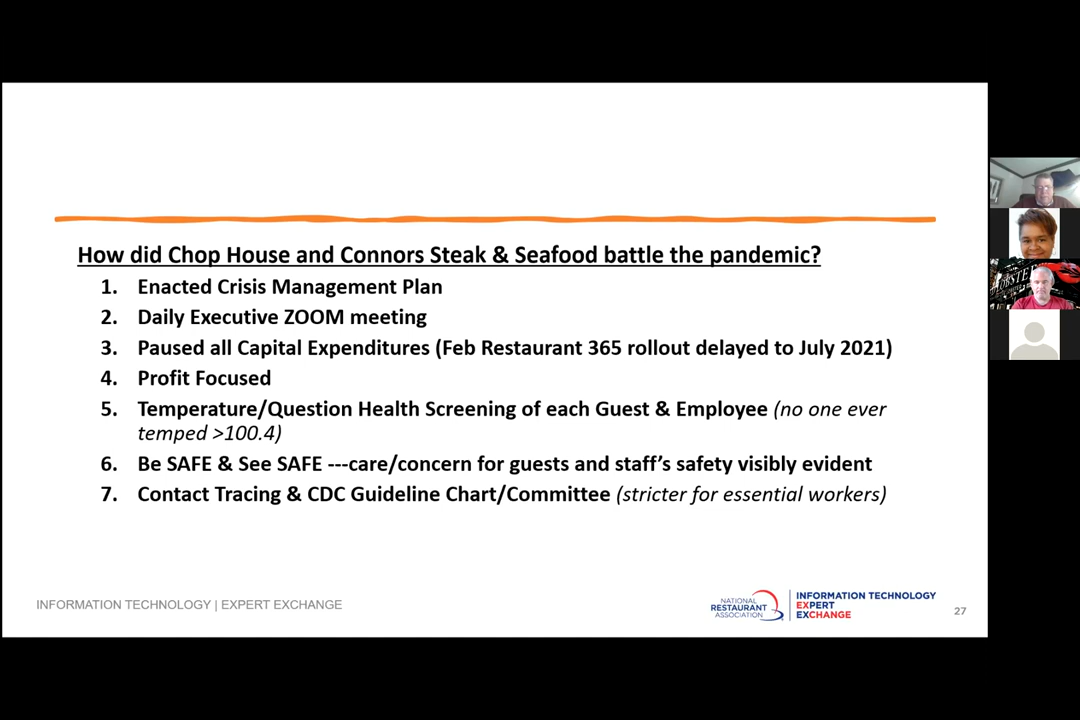 How did Chop House and Connors Steak & Seafood battle the pandemic?
1. Enacted Crisis Management Plan
2. Daily Executive ZOOM meeting
3. Paused all Capital Expenditures (Feb Restaurant 365 rollout delayed to July 2021)
4. Profit Focused
5. Temperature/Question Health Screening of each Guest & Employee (no one ever
temped >100.4)
6. Be SAFE & See SAFE ---care/concern for guests and staff’s safety visibly evident
7. Contact Tracing & CDC Guideline Chart/Committee (stricter for essential workers)
INFORMATION TECHNOLOGY | EXPERT EXCHANGE
NATIONAL
RESTAURANT
ASSOCIATION
INFORMATION TECHNOLOGY
EXPERT
EXCHANGE
27